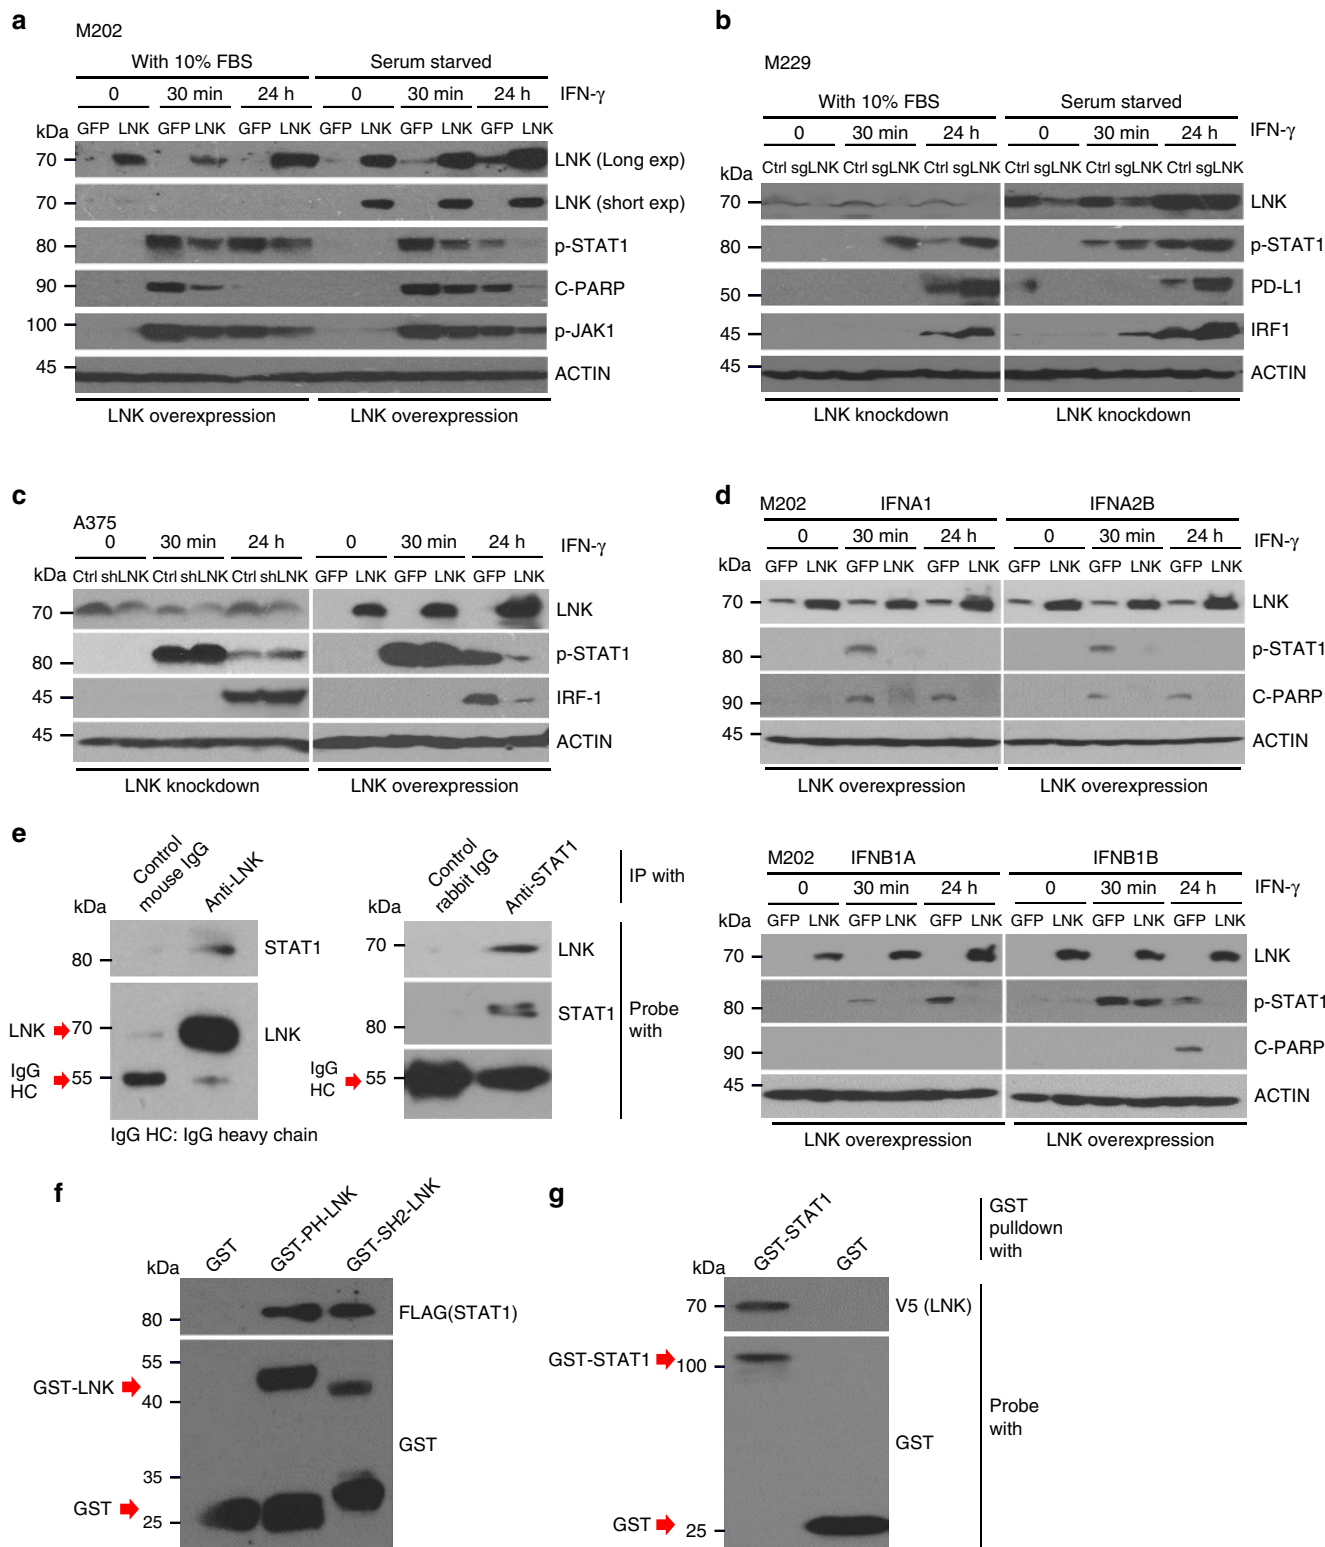 a
M202
With 10% FBS Serum starved
0 30 min 24 h 0 30 min 24 h IFN-γ
kDa GFP LNK GFP LNK GFP LNK GFP LNK GFP LNK GFP LNK
70 LNK (Long exp)
70 LNK (short exp)
80 p-STAT1
90 C-PARP
100 p-JAK1
45 ACTIN
LNK overexpression LNK overexpression
b
M229
With 10% FBS Serum starved
0 30 min 24 h 0 30 min 24 h IFN-γ
Ctrl sgLNK Ctrl sgLNK Ctrl sgLNK Ctrl sgLNK Ctrl sgLNK Ctrl sgLNK
kDa
70 LNK
80 p-STAT1
50 PD-L1
45 IRF1
45 ACTIN
LNK knockdown LNK knockdown
c
A375
0 30 min 24 h 0 30 min 24 h IFN-γ
kDa Ctrl shLNK Ctrl shLNK Ctrl shLNK GFP LNK GFP LNK GFP LNK
70 LNK
80 p-STAT1
45 IRF-1
45 ACTIN
LNK knockdown LNK overexpression
d
M202 IFNA1 IFNA2B
0 30 min 24 h 0 30 min 24 h IFN-γ
kDa GFP LNK GFP LNK GFP LNK GFP LNK GFP LNK GFP LNK
70 LNK
80 p-STAT1
90 C-PARP
45 ACTIN
LNK overexpression LNK overexpression
M202 IFNB1A IFNB1B
0 30 min 24 h 0 30 min 24 h IFN-γ
kDa GFP LNK GFP LNK GFP LNK GFP LNK GFP LNK GFP LNK
70 LNK
80 p-STAT1
90 C-PARP
45 ACTIN
LNK overexpression LNK overexpression
e
Control mouse IgG
Anti-LNK
kDa
80 STAT1
LNK 70 LNK
IgG HC 55
IgG HC: IgG heavy chain
Control rabbit IgG
Anti-STAT1
IP with
kDa
70 LNK
80 STAT1
IgG HC 55
Probe with
f
GST
GST-PH-LNK
GST-SH2-LNK
kDa
80 FLAG(STAT1)
55
GST-LNK
40
GST
35
GST
25
g
GST-STAT1
GST
GST pulldown with
kDa
70 V5 (LNK)
GST-STAT1 100
GST
GST 25
Probe with